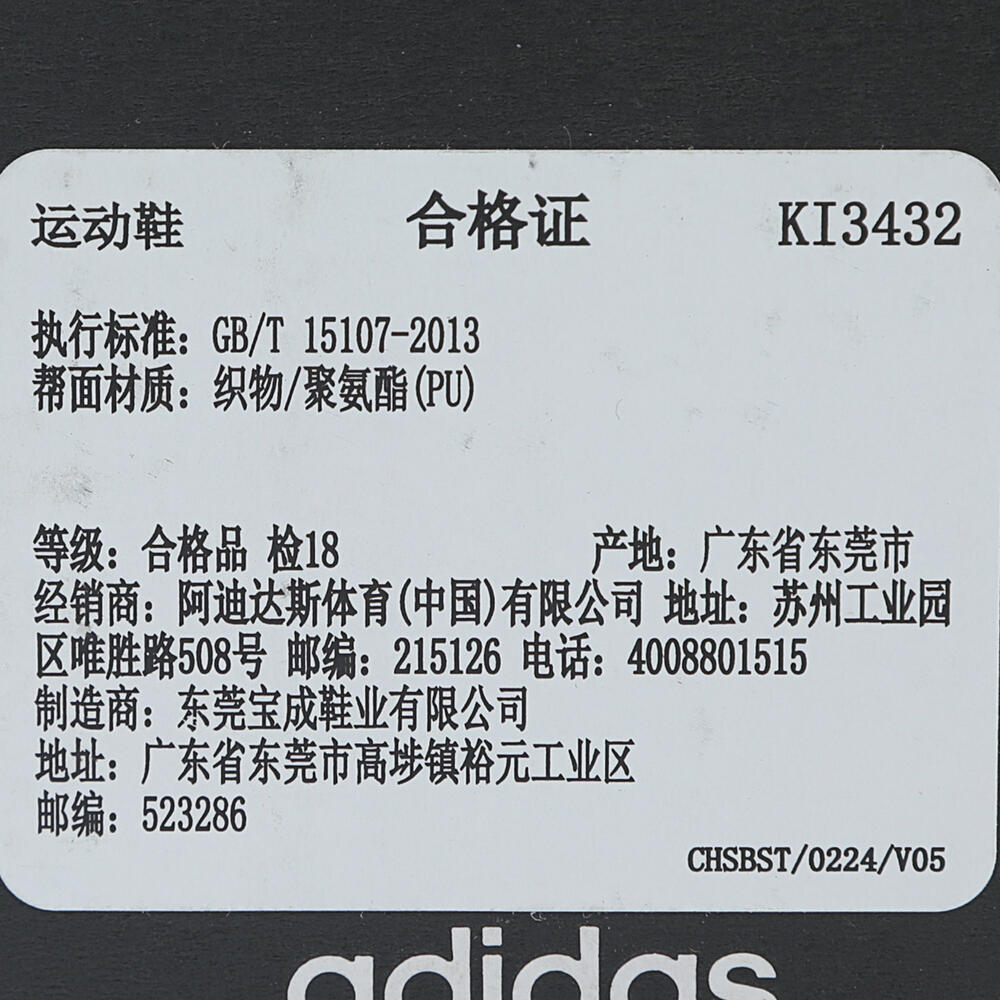 运动鞋 合格证 KI3432
执行标准：GB/T 15107-2013
帮面材质：织物/聚氨酯(PU)
等级：合格品 检18 产地：广东省东莞市
经销商：阿迪达斯体育(中国)有限公司 地址：苏州工业园
区唯胜路508号 邮编：215126 电话：4008801515
制造商：东莞宝成鞋业有限公司
地址：广东省东莞市高埗镇裕元工业区
邮编：523286
CHSBST/0224/V05
adidas